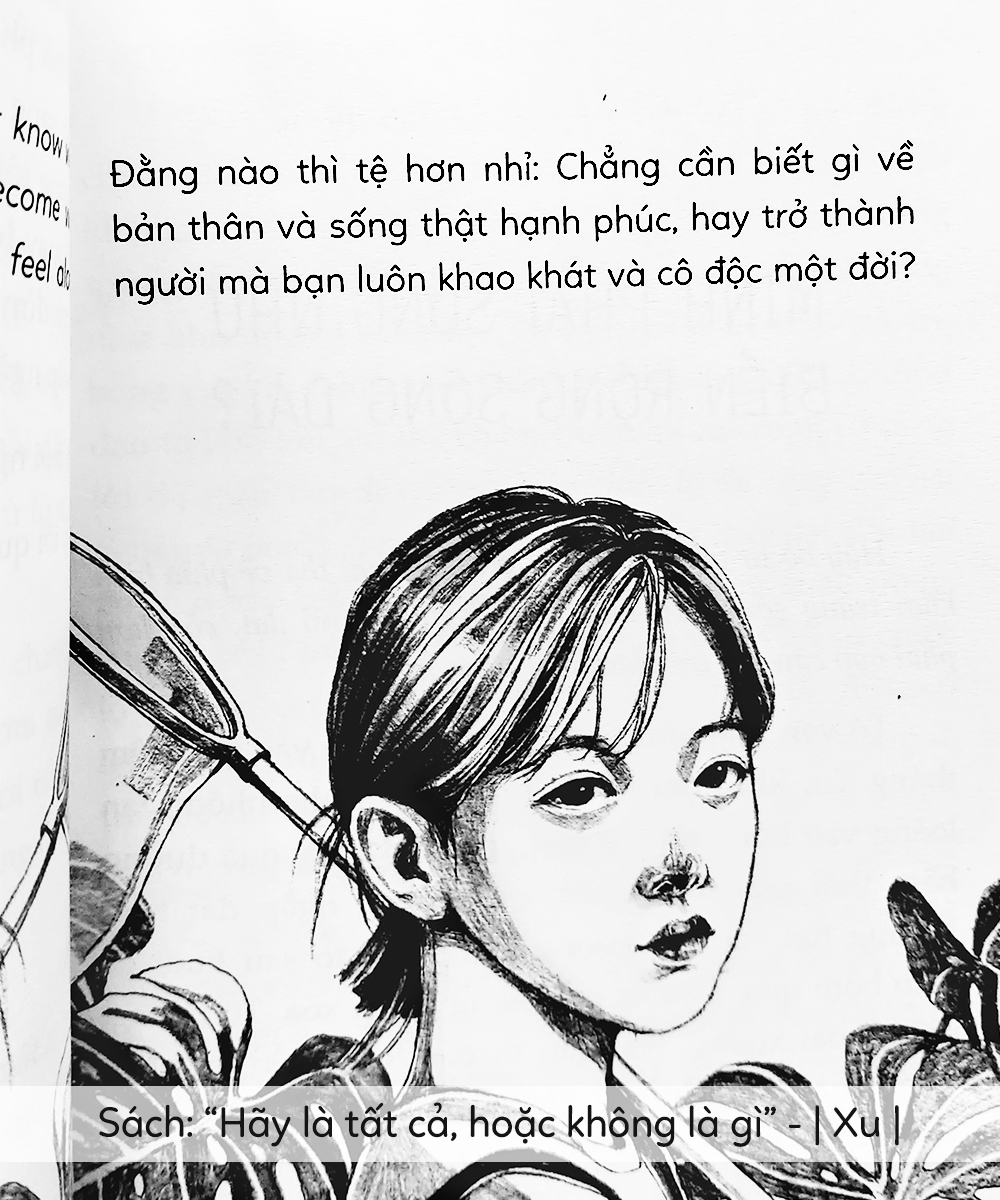 know
ecome
feel
Đằng nào thì tệ hơn nhỉ: Chẳng cần biết gì về
bản thân và sống thật hạnh phúc, hay trở thành
người mà bạn luôn khao khát và cô độc một đời?
Sách: “Hãy là tất cả, hoặc không là gì” - | Xu |